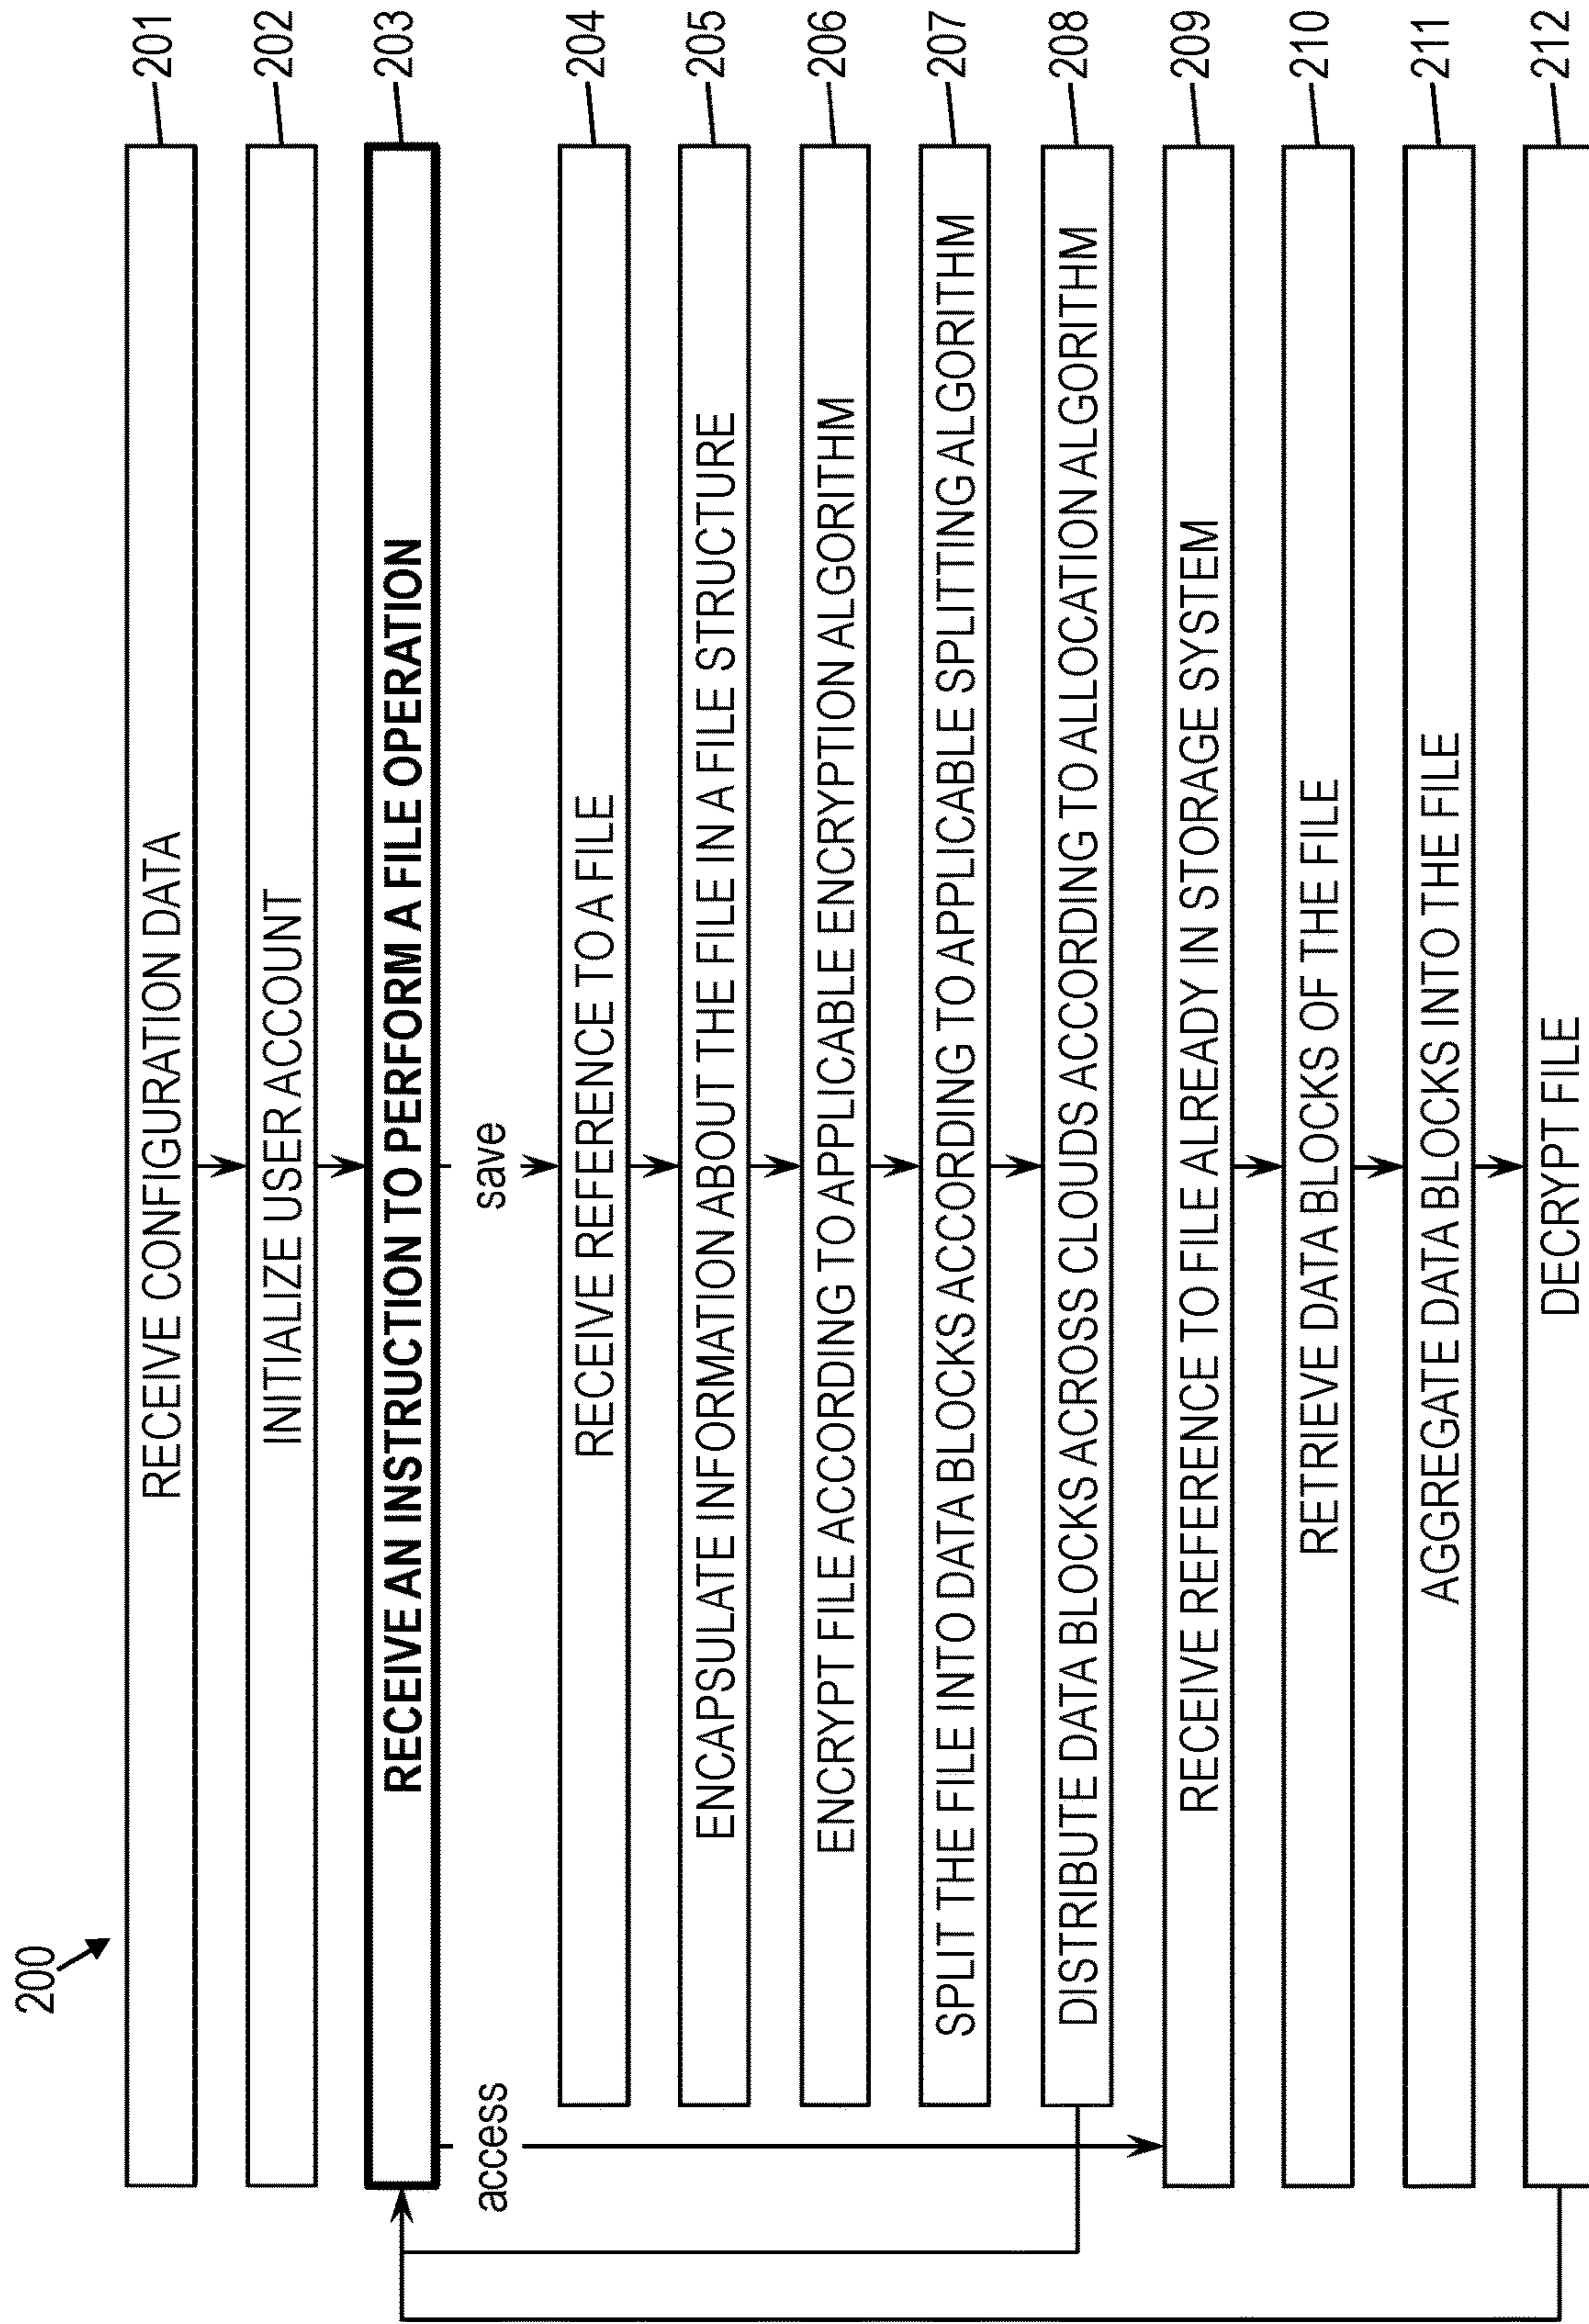 200
RECEIVE CONFIGURATION DATA 201
INITIALIZE USER ACCOUNT 202
RECEIVE AN INSTRUCTION TO PERFORM A FILE OPERATION 203
access save
RECEIVE REFERENCE TO A FILE 204
ENCAPSULATE INFORMATION ABOUT THE FILE IN A FILE STRUCTURE 205
ENCRYPT FILE ACCORDING TO APPLICABLE ENCRYPTION ALGORITHM 206
SPLIT THE FILE INTO DATA BLOCKS ACCORDING TO APPLICABLE SPLITTING ALGORITHM 207
DISTRIBUTE DATA BLOCKS ACROSS CLOUDS ACCORDING TO ALLOCATION ALGORITHM 208
RECEIVE REFERENCE TO FILE ALREADY IN STORAGE SYSTEM 209
RETRIEVE DATA BLOCKS OF THE FILE 210
AGGREGATE DATA BLOCKS INTO THE FILE 211
DECRYPT FILE 212